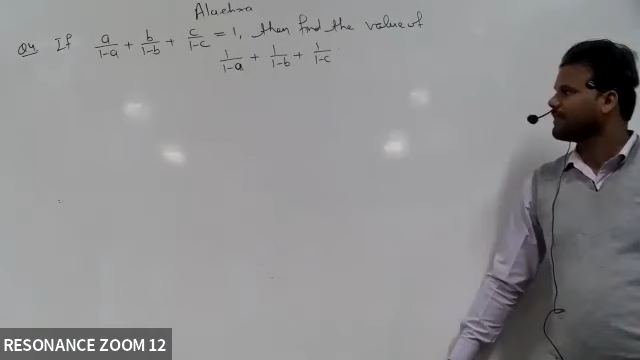 Algebra
Q4 If a/1-a + b/1-b + c/1-c = 1, then find the value of
1/1-a + 1/1-b + 1/1-c
RESONANCE ZOOM 12